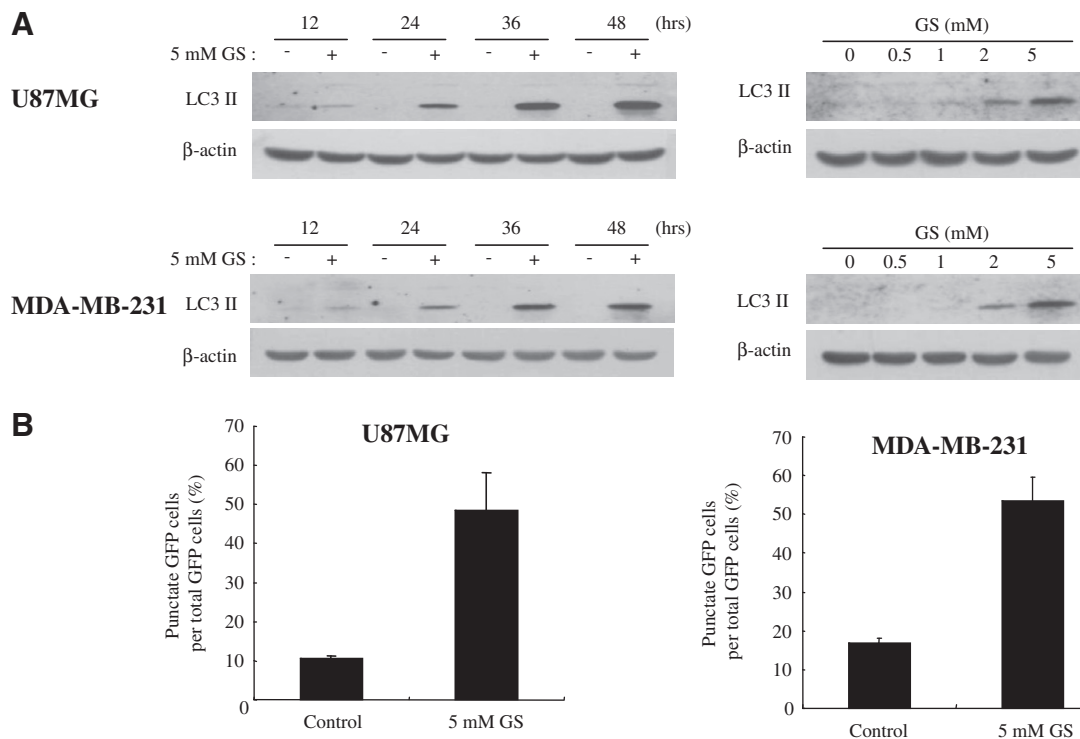 A
12 24 36 48 (hrs)
5 mM GS : - + - + - + - +
U87MG
LC3 II
β-actin
GS (mM)
0 0.5 1 2 5
LC3 II
β-actin
12 24 36 48 (hrs)
5 mM GS : - + - + - + - +
MDA-MB-231
LC3 II
β-actin
GS (mM)
0 0.5 1 2 5
LC3 II
β-actin
B
U87MG
Punctate GFP cells
per total GFP cells (%)
70
60
50
40
30
20
10
0
Control 5 mM GS
MDA-MB-231
Punctate GFP cells
per total GFP cells (%)
70
60
50
40
30
20
10
0
Control 5 mM GS